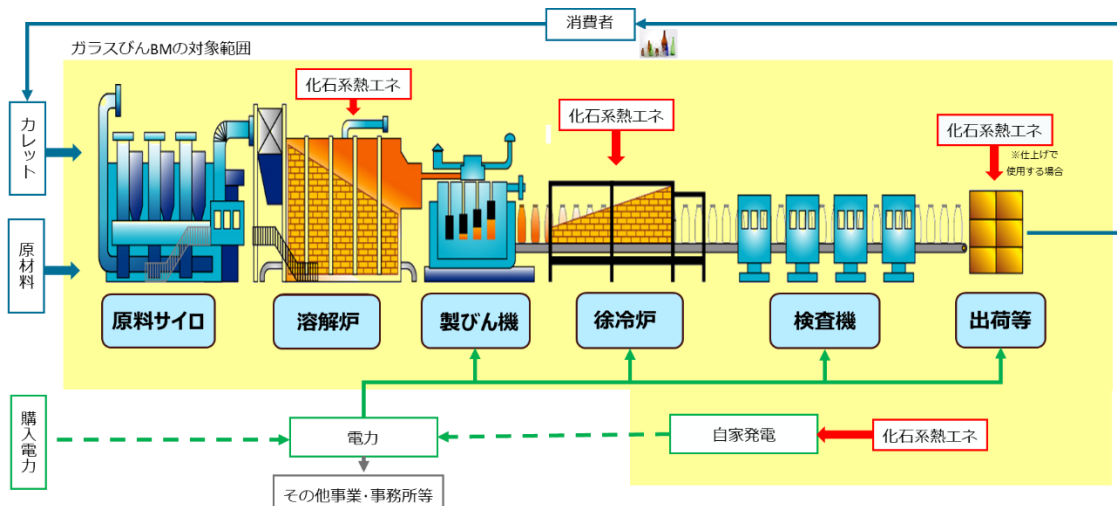 消費者
ガラスびんBMの対象範囲
化石系熱エネ
化石系熱エネ
化石系熱エネ
※仕上げで
使用する場合
カレット
原材料
原料サイロ
溶解炉
製びん機
徐冷炉
検査機
出荷等
購入電力
電力
自家発電
化石系熱エネ
その他事業・事務所等